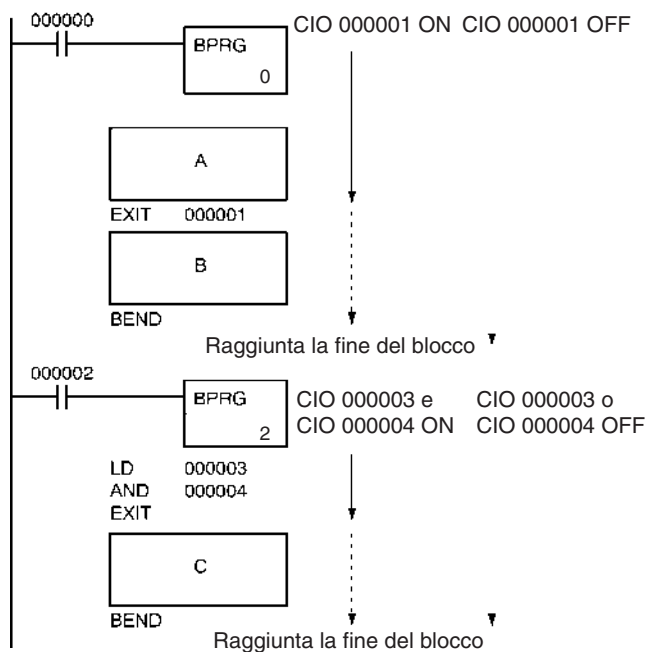 000000
BPRG
0
CIO 000001 ON CIO 000001 OFF
A
EXIT 000001
B
BEND
Raggiunta la fine del blocco
000002
BPRG
2
CIO 000003 e
CIO 000004 ON
CIO 000003 o
CIO 000004 OFF
LD 000003
AND 000004
EXIT
C
BEND
Raggiunta la fine del blocco